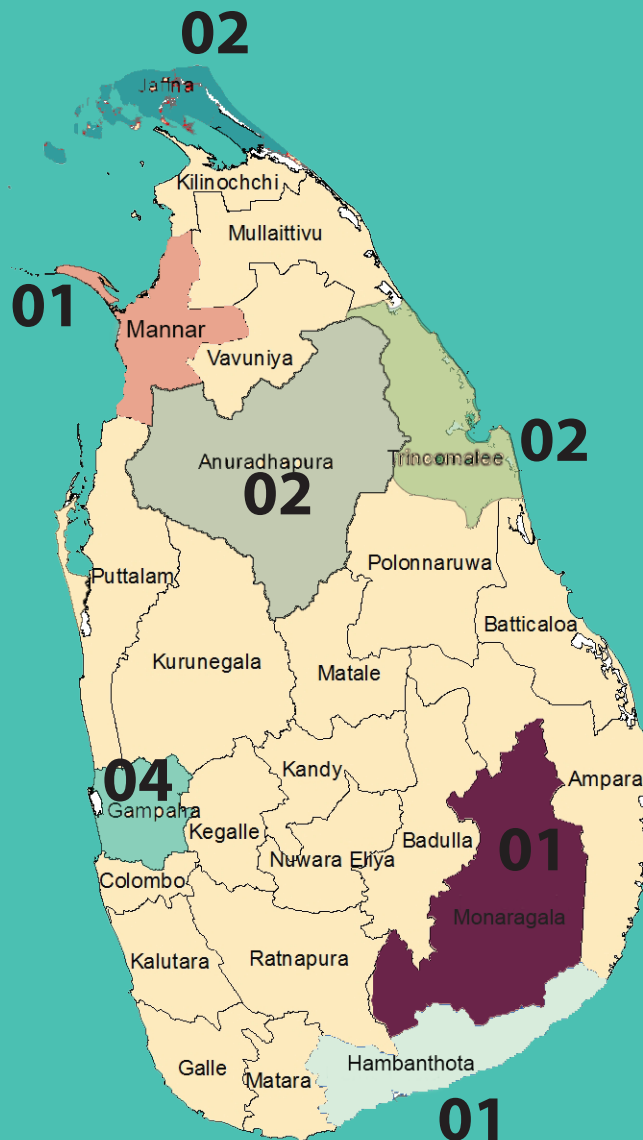 02
Jaffna
Kilinochchi
Mullaittivu
01
Mannar
Vavuniya
02
Anuradhapura
Trincomalee
02
Polonnaruwa
Puttalam
Batticaloa
Kurunegala
Matale
04
Kandy
Ampara
Gampaha
Kegalle
Badulla
01
Nuwara Eliya
Colombo
Monaragala
Kalutara
Ratnapura
Hambanthota
Galle
Matara
01